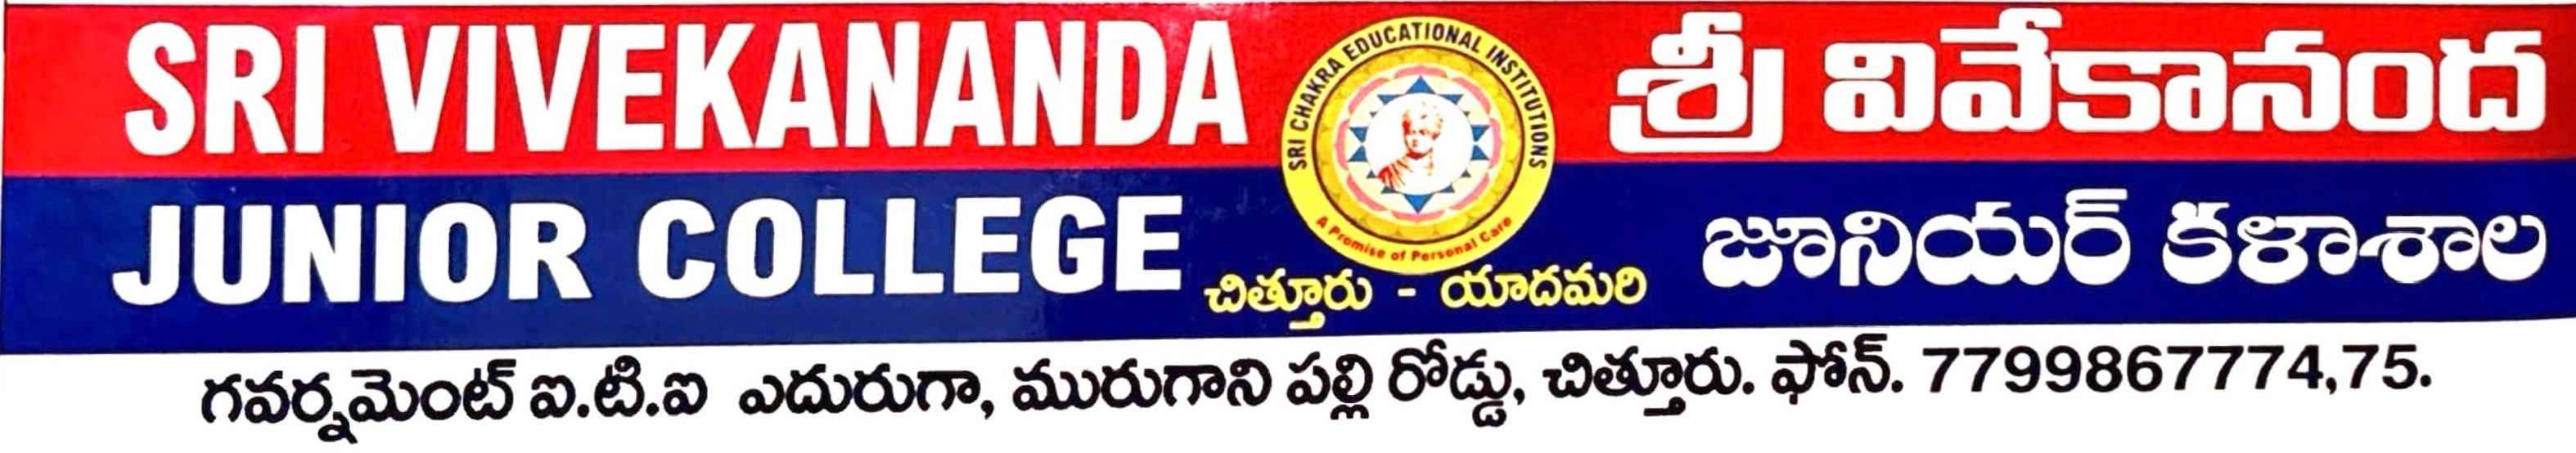 SRI VIVEKANANDA
JUNIOR COLLEGE
SRI CHAKRA EDUCATIONAL INSTITUTIONS
A Promise of Personal Care
చిత్తూరు - యాదమరి
శ్రీ వివేకానంద
జూనియర్ కళాశాల
గవర్నమెంట్ ఐ.టి.ఐ ఎదురుగా, మురుగాని పల్లి రోడ్డు, చిత్తూరు. ఫోన్. 7799867774,75.